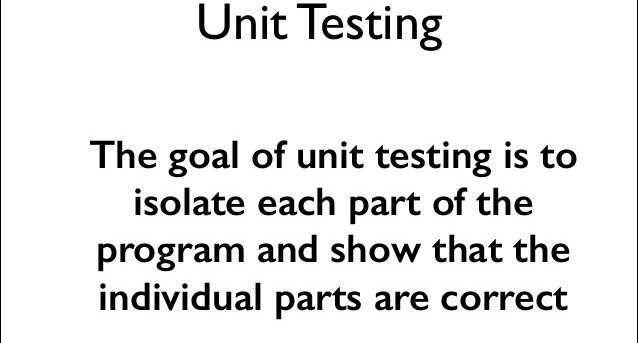 Unit Testing
The goal of unit testing is to
isolate each part of the
program and show that the
individual parts are correct